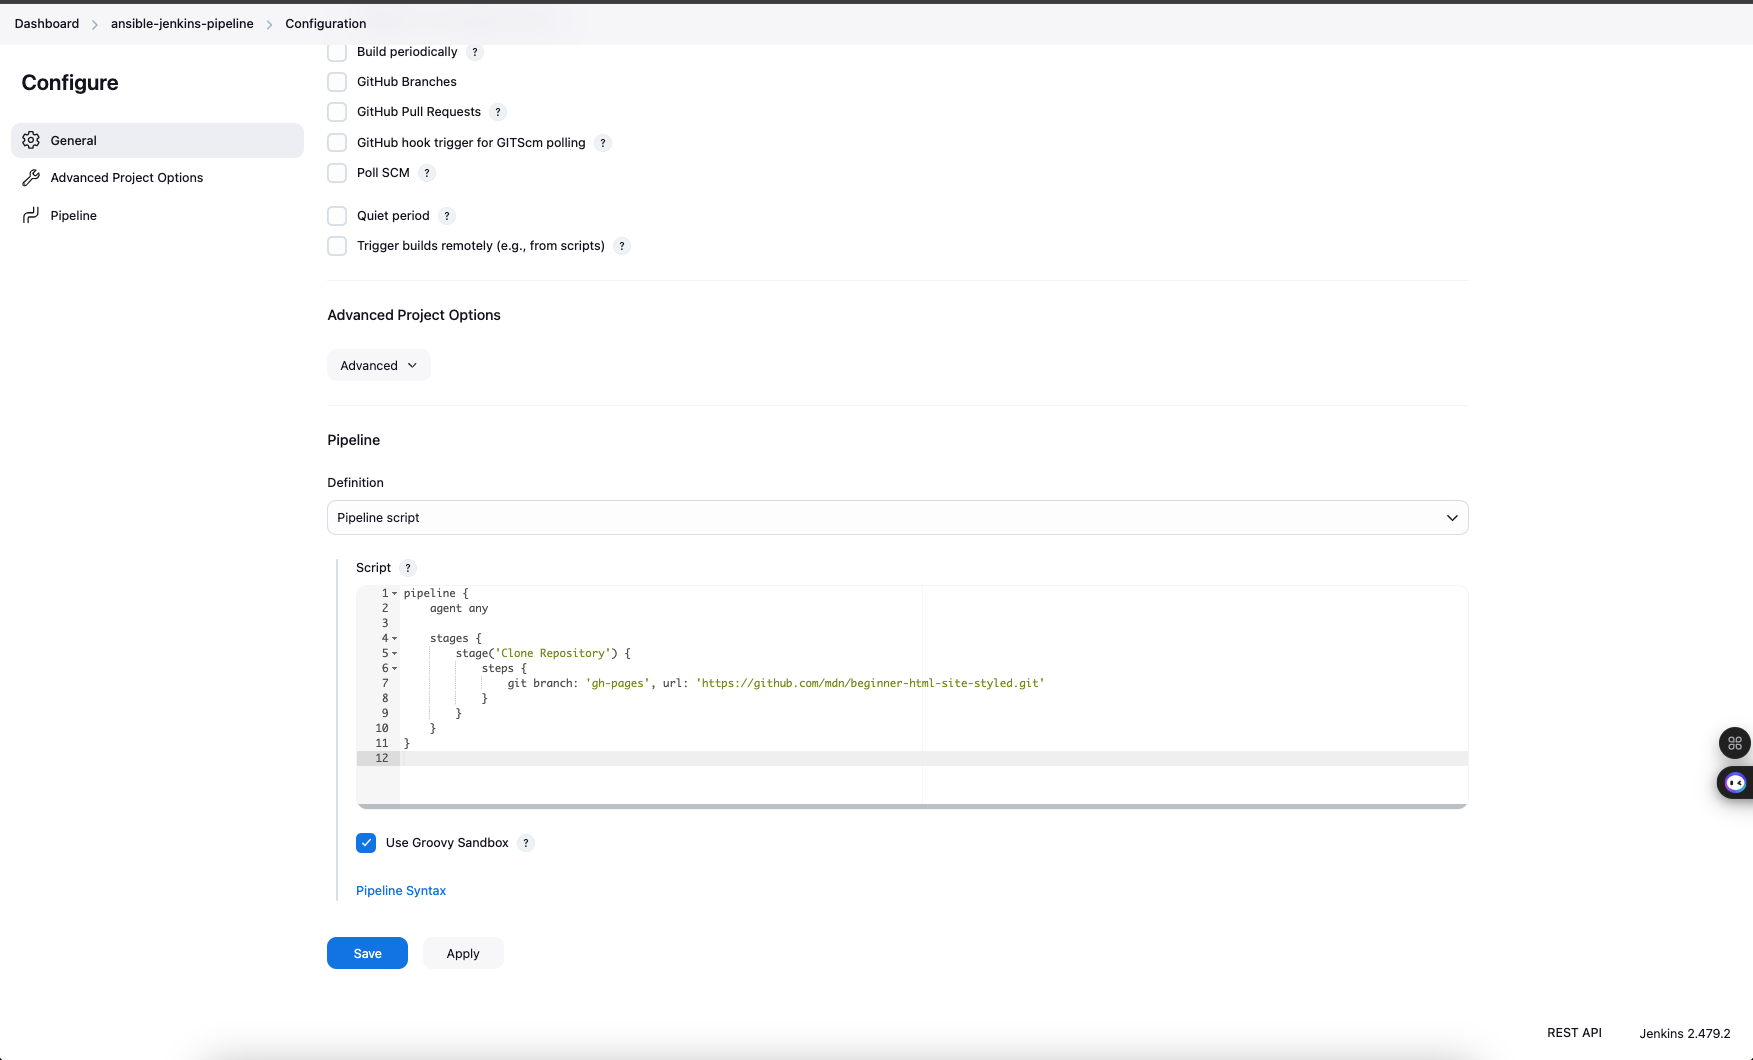 Dashboard > ansible-jenkins-pipeline > Configuration
Configure
General
Advanced Project Options
Pipeline
Build periodically ?
GitHub Branches
GitHub Pull Requests ?
GitHub hook trigger for GITScm polling ?
Poll SCM ?
Quiet period ?
Trigger builds remotely (e.g., from scripts) ?
Advanced Project Options
Advanced
Pipeline
Definition
Pipeline script
Script ?
1 pipeline {
2     agent any
3
4     stages {
5         stage('Clone Repository') {
6             steps {
7                 git branch: 'gh-pages', url: 'https://github.com/mdn/beginner-html-site-styled.git'
8             }
9         }
10     }
11 }
12
Use Groovy Sandbox ?
Pipeline Syntax
Save Apply
REST API Jenkins 2.479.2